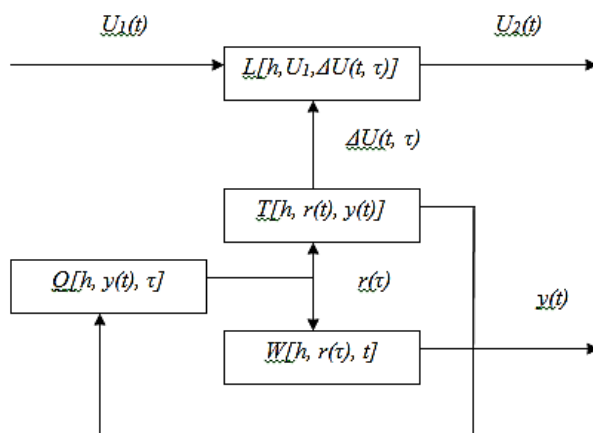 U1(t)
U2(t)
L[h,U1,ΔU(t, τ)]
ΔU(t, τ)
T[h, r(t), y(t)]
Q[h, y(t), τ]
r(τ)
y(t)
W[h, r(τ), t]